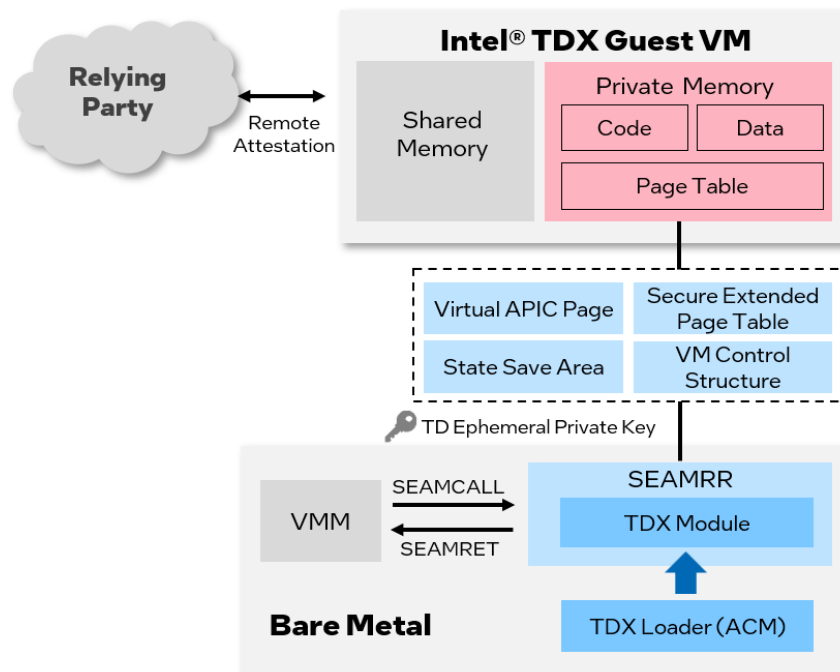 Intel® TDX Guest VM
Relying
Party
Remote
Attestation
Shared
Memory
Private Memory
Code
Data
Page Table
Virtual APIC Page
Secure Extended
Page Table
State Save Area
VM Control
Structure
TD Ephemeral Private Key
VMM
SEAMCALL
SEAMRET
SEAMRR
TDX Module
TDX Loader (ACM)
Bare Metal